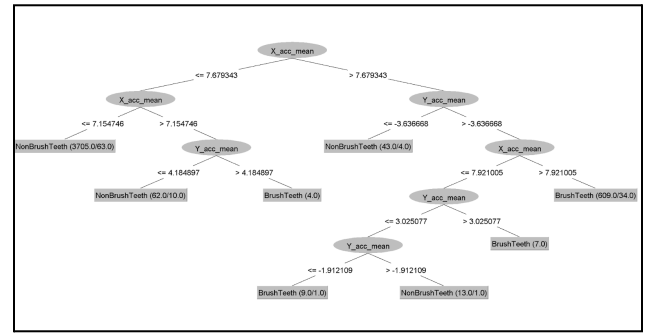 X_acc_mean
<= 7.679343 > 7.679343
X_acc_mean Y_acc_mean
<= 7.154746 > 7.154746 <= -3.636668 > -3.636668
NonBrushTeeth (3705.0/63.0) Y_acc_mean NonBrushTeeth (43.0/4.0) X_acc_mean
<= 4.184897 > 4.184897 <= 7.921005 > 7.921005
NonBrushTeeth (62.0/10.0) BrushTeeth (4.0) Y_acc_mean BrushTeeth (609.0/34.0)
<= 3.025077 > 3.025077
Y_acc_mean BrushTeeth (7.0)
<= -1.912109 > -1.912109
BrushTeeth (9.0/1.0) NonBrushTeeth (13.0/1.0)